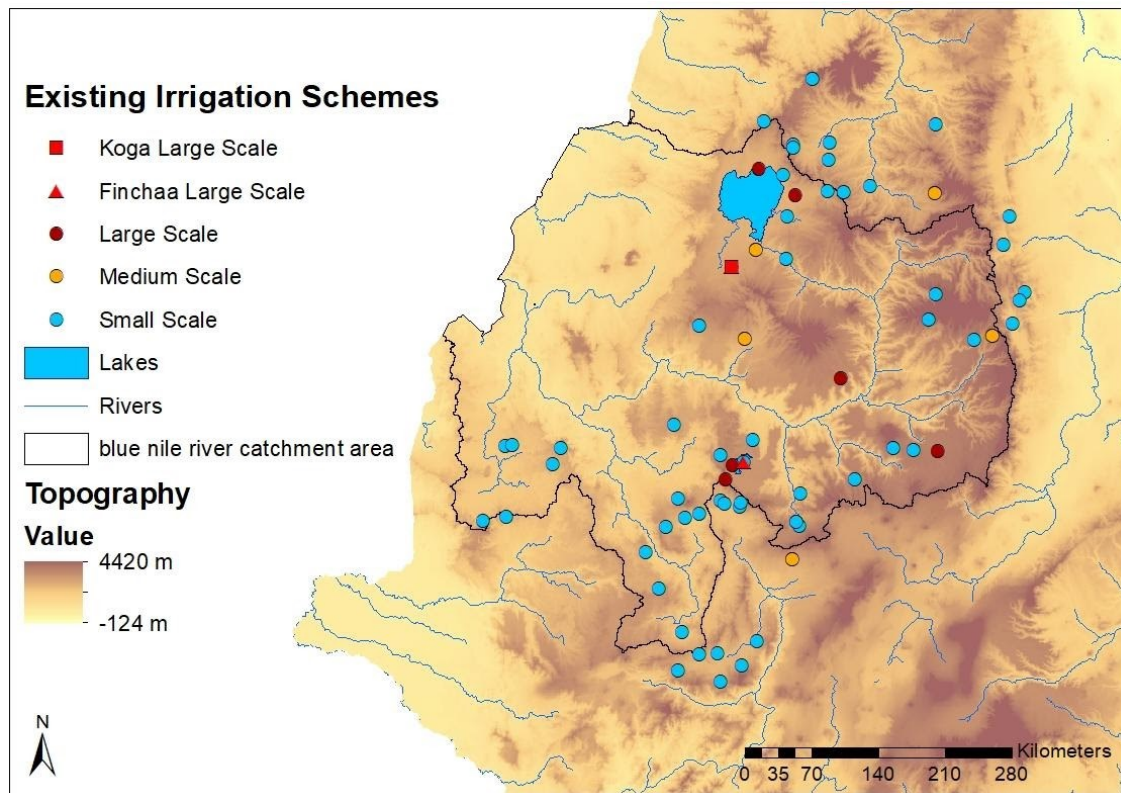 Existing Irrigation Schemes
Koga Large Scale
Finchaa Large Scale
Large Scale
Medium Scale
Small Scale
Lakes
Rivers
blue nile river catchment area
Topography
Value
4420 m
-124 m
N
Kilometers
0 35 70 140 210 280